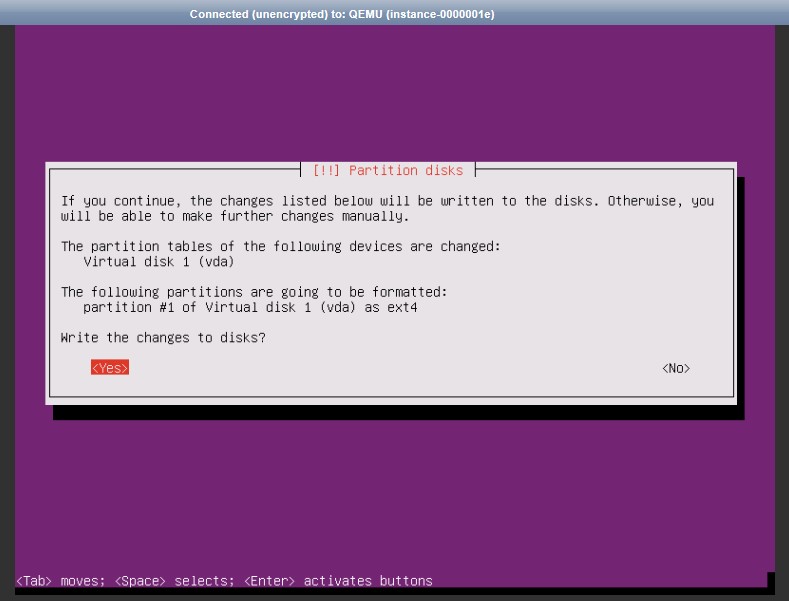 Connected (unencrypted) to: QEMU (instance-0000001e)
[!!] Partition disks
If you continue, the changes listed below will be written to the disks. Otherwise, you
will be able to make further changes manually.
The partition tables of the following devices are changed:
Virtual disk 1 (vda)
The following partitions are going to be formatted:
partition #1 of Virtual disk 1 (vda) as ext4
Write the changes to disks?
<Yes> <No>
<Tab> moves; <Space> selects; <Enter> activates buttons